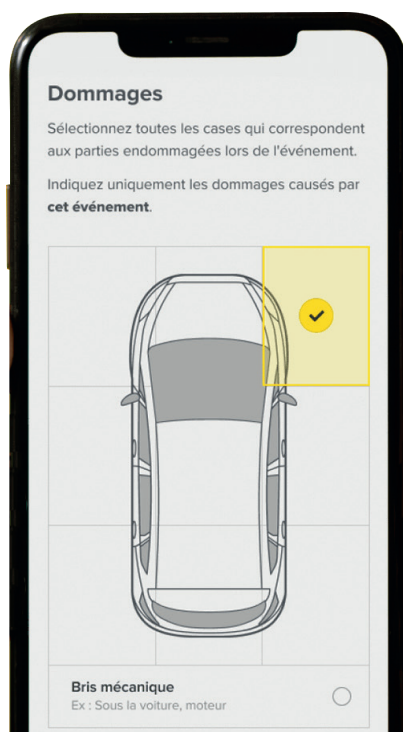 Dommages
Sélectionnez toutes les cases qui correspondent
aux parties endommagées lors de l'événement.
Indiquez uniquement les dommages causés par
cet événement.
Bris mécanique
Ex : Sous la voiture, moteur